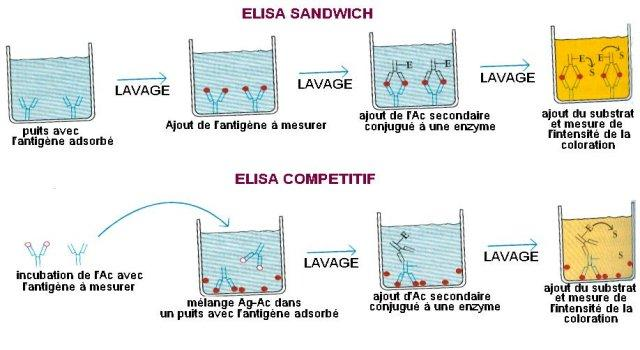 ELISA SANDWICH
LAVAGE
LAVAGE
LAVAGE
puits avec
l'antigène adsorbé
Ajout de l'antigène à mesurer
ajout de l'Ac secondaire
conjugué à une enzyme
ajout du substrat
et mesure de
l'intensité de la
coloration
E
E
E
S
E
S
ELISA COMPETITIF
incubation de l'Ac avec
l'antigène à mesurer
mélange Ag-Ac dans
un puits avec l'antigène adsorbé
LAVAGE
ajout d'Ac secondaire
conjugué à une enzyme
LAVAGE
ajout du substrat
et mesure de
l'intensité de la
coloration
E
E
S
S